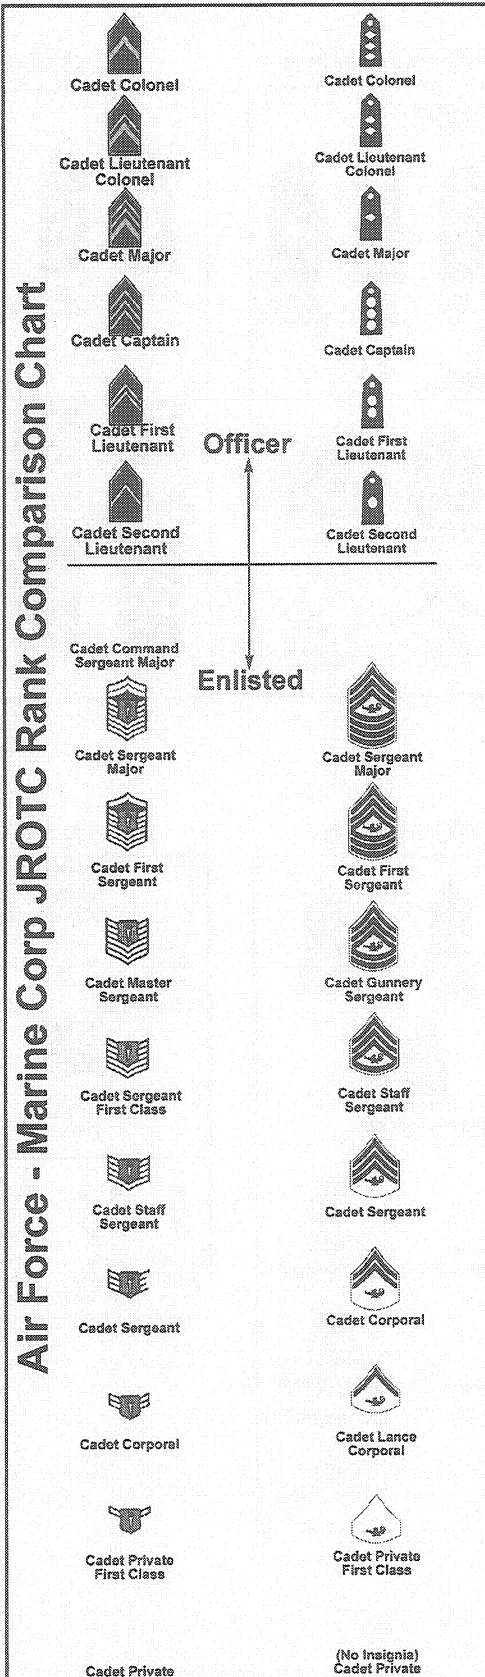 Air Force - Marine Corp JROTC Rank Comparison Chart
Cadet Colonel
Cadet Colonel
Cadet Lieutenant
Colonel
Cadet Lieutenant
Colonel
Cadet Major
Cadet Major
Cadet Captain
Cadet Captain
Cadet First
Lieutenant
Cadet First
Lieutenant
Officer
Cadet Second
Lieutenant
Cadet Second
Lieutenant
Cadet Command
Sergeant Major
Enlisted
Cadet Sergeant
Major
Cadet Sergeant
Major
Cadet First
Sergeant
Cadet First
Sergeant
Cadet Master
Sergeant
Cadet Gunnery
Sergeant
Cadet Sergeant
First Class
Cadet Staff
Sergeant
Cadet Staff
Sergeant
Cadet Sergeant
Cadet Sergeant
Cadet Corporal
Cadet Corporal
Cadet Lance
Corporal
Cadet Private
First Class
Cadet Private
First Class
Cadet Private
(No Insignia)
Cadet Private